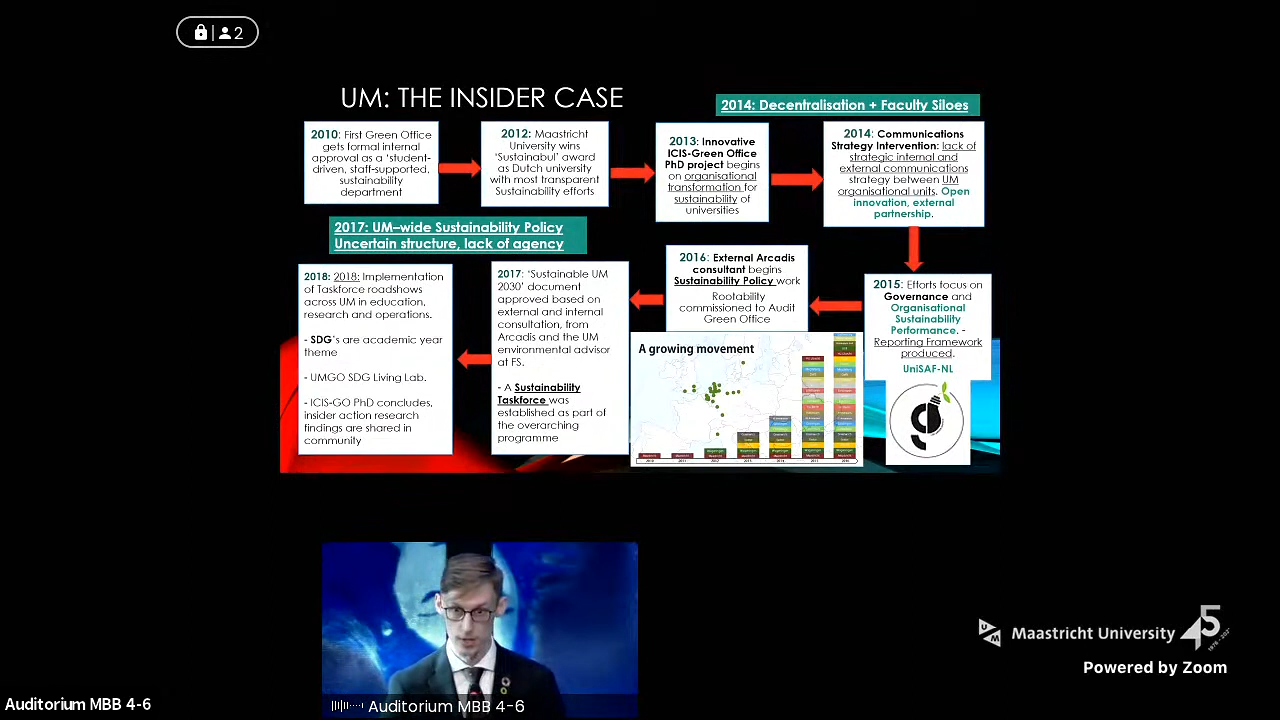 2
UM: THE INSIDER CASE
2014: Decentralisation + Faculty Siloes
2010: First Green Office
gets formal internal
approval as a 'student-
driven, staff-supported,
sustainability
department
2012: Maastricht
University wins
'Sustainabul' award
as Dutch university
with most transparent
Sustainability efforts
2013: Innovative
ICIS-Green Office
PhD project begins
on organisational
transformation for
sustainability of
universities
2014: Communications
Strategy Intervention: lack of
strategic internal and
external communications
strategy between UM
organisational units. Open
innovation, external
partnership.
2017: UM–wide Sustainability Policy
Uncertain structure, lack of agency
2018: 2018: Implementation
of Taskforce roadshows
across UM in education,
research and operations.
- SDG's are academic year
theme
- UMGO SDG Living Lab.
- ICIS-GO PhD concludes,
insider action research
findings are shared in
community
2017: 'Sustainable UM
2030' document
approved based on
external and internal
consultation, from
Arcadis and the UM
environmental advisor
at FS.
- A Sustainability
Taskforce was
established as part of
the overarching
programme
2016: External Arcadis
consultant begins
Sustainability Policy work
Rootability
commissioned to Audit
Green Office
2015: Efforts focus on
Governance and
Organisational
Sustainability
Performance. -
Reporting Framework
produced.
UniSAF-NL
A growing movement
Maastricht University 45
Powered by Zoom
Auditorium MBB 4-6
Auditorium MBB 4-6